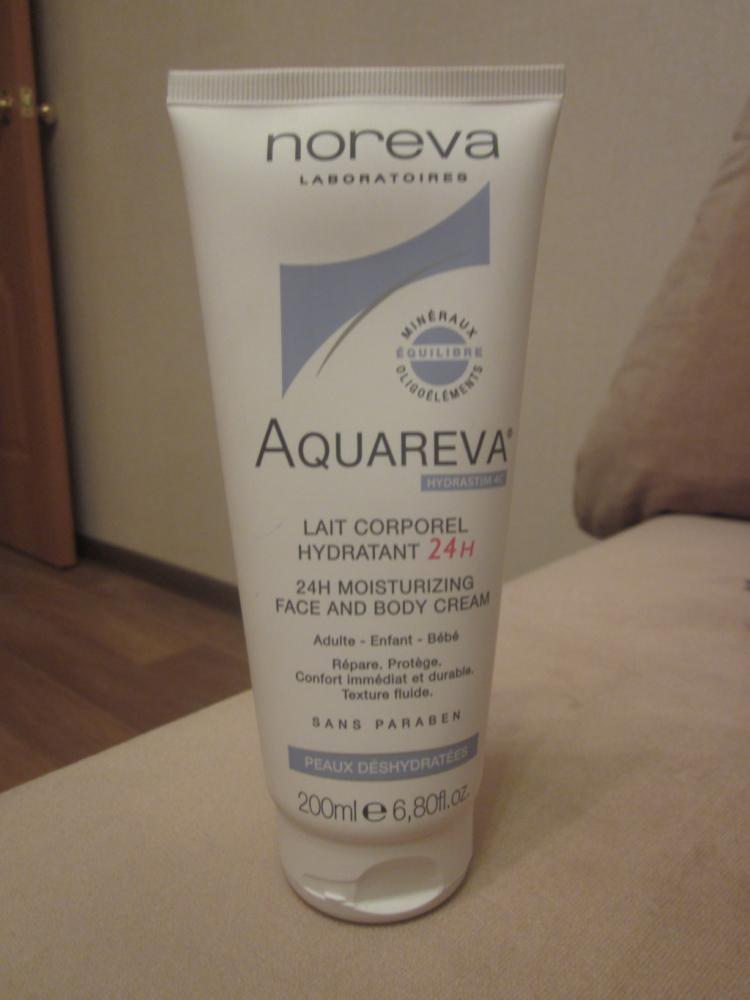 noreva
LABORATOIRES
MINÉRAUX
ÉQUILIBRE
OLIGOÉLÉMENTS
AQUAREVA®
HYDRASTIM 4C
LAIT CORPOREL
HYDRATANT 24H
24H MOISTURIZING
FACE AND BODY CREAM
Adulte - Enfant - Bébé
Répare. Protège.
Confort immédiat et durable.
Texture fluide.
SANS PARABEN
PEAUX DÉSHYDRATÉES
200ml e 6,80fl.oz.